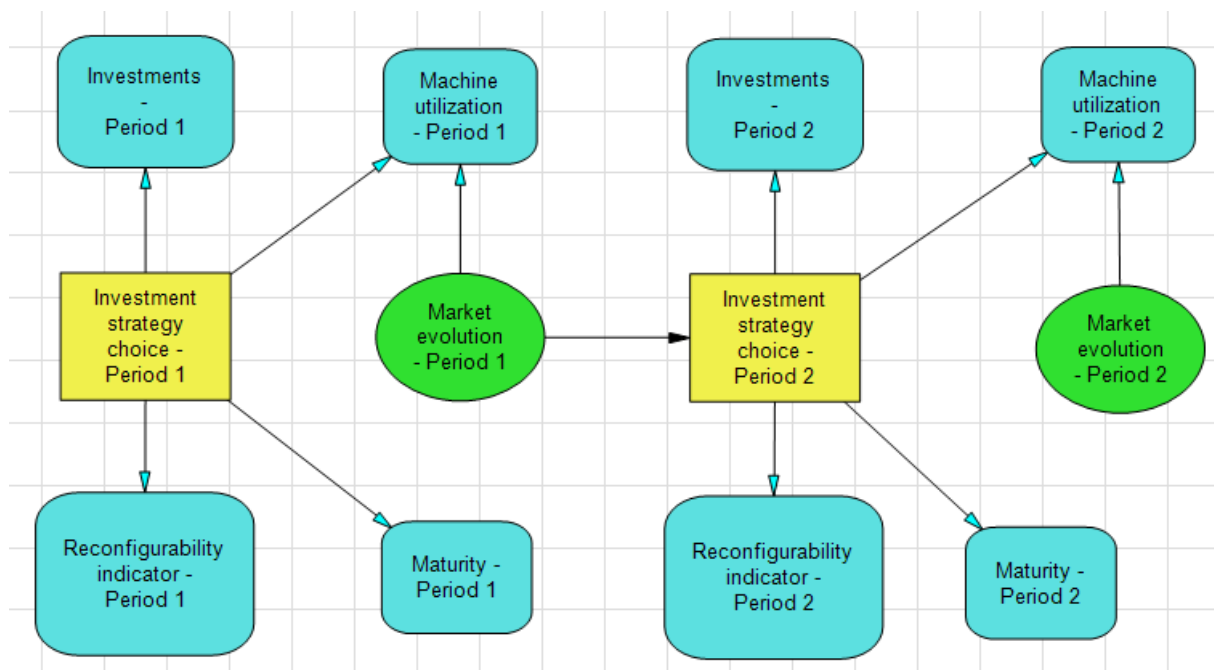 Investments
-
Period 1
Machine
utilization
- Period 1
Investments
-
Period 2
Machine
utilization
- Period 2
Investment
strategy
choice -
Period 1
Market
evolution
- Period 1
Investment
strategy
choice -
Period 2
Market
evolution
- Period 2
Reconfigurability
indicator -
Period 1
Maturity -
Period 1
Reconfigurability
indicator -
Period 2
Maturity -
Period 2